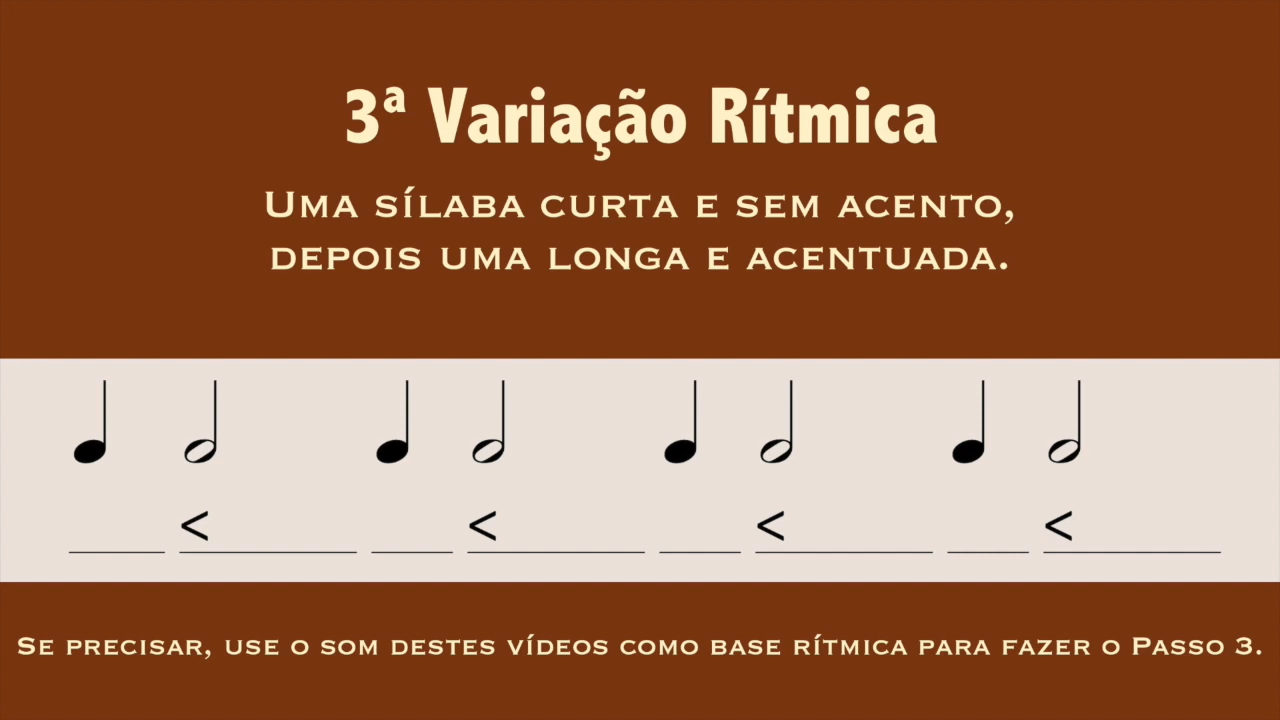 3ª Variação Rítmica
Uma sílaba curta e sem acento,
depois uma longa e acentuada.
< < < <
Se precisar, use o som destes vídeos como base rítmica para fazer o Passo 3.